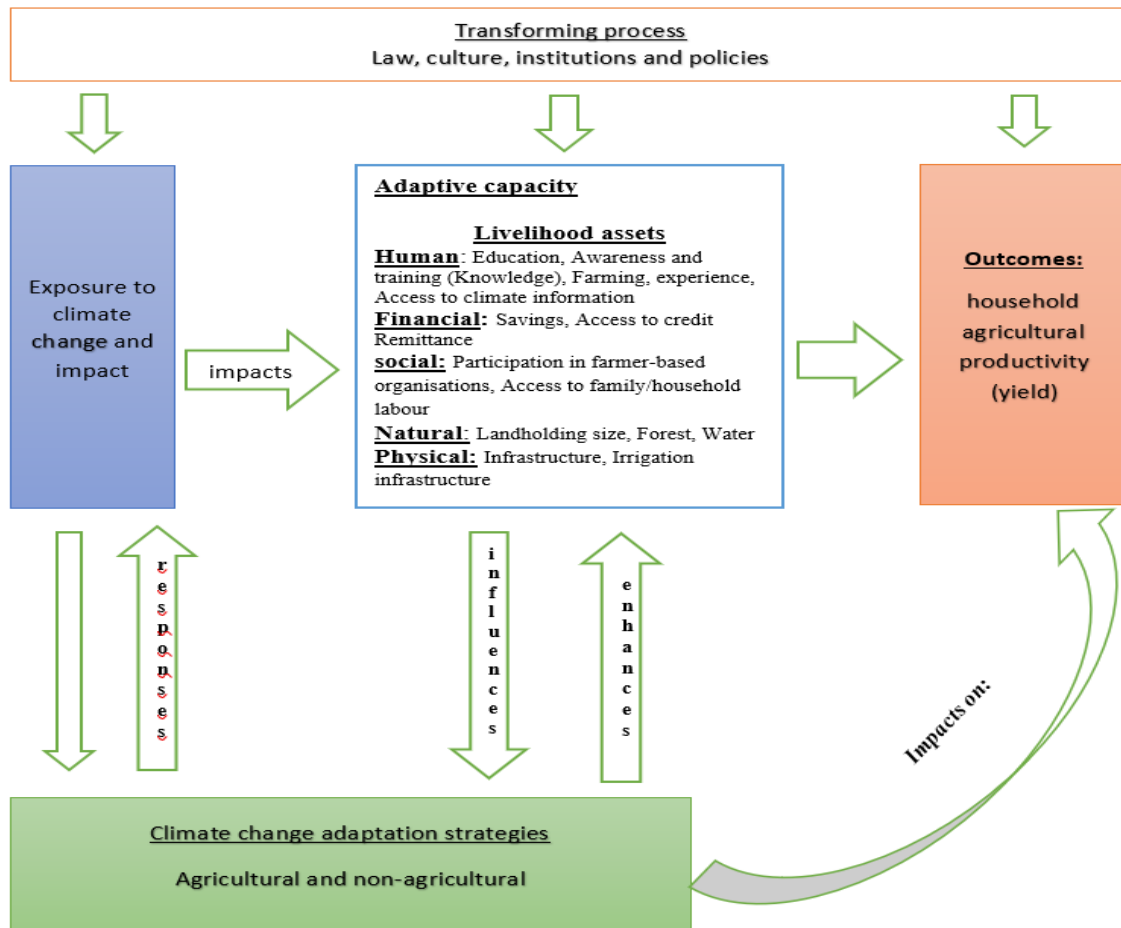 Transforming process
Law, culture, institutions and policies
Exposure to
climate
change and
impact
impacts
Adaptive capacity
Livelihood assets
Human: Education, Awareness and
training (Knowledge), Farming, experience,
Access to climate information
Financial: Savings, Access to credit
Remittance
social: Participation in farmer-based
organisations, Access to family/household
labour
Natural: Landholding size, Forest, Water
Physical: Infrastructure, Irrigation
infrastructure
Outcomes:
household
agricultural
productivity
(yield)
responses
influences
enhances
Impacts on:
Climate change adaptation strategies
Agricultural and non-agricultural